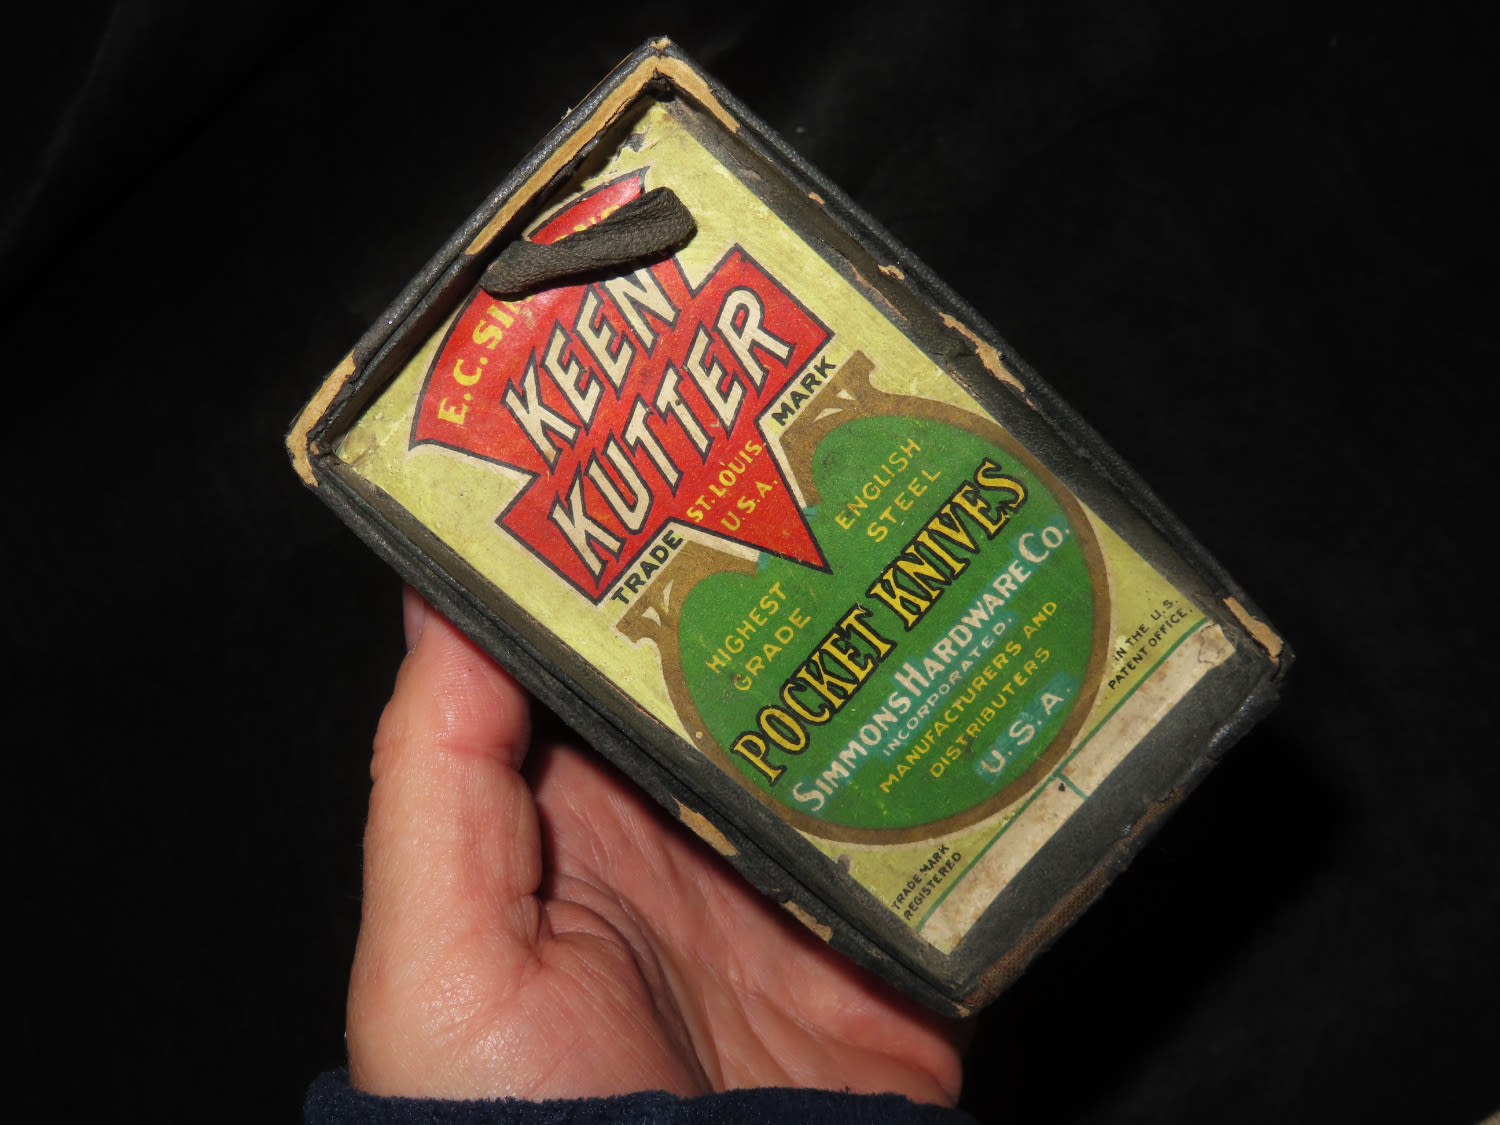 E. C.
KEEN
KUTTER
ST. LOUIS.
U.S.A.
TRADE MARK
HIGHEST
GRADE
ENGLISH
STEEL
POCKET KNIVES
SIMMONS HARDWARE CO.
INCORPORATED.
MANUFACTURERS AND
DISTRIBUTERS
U. S. A.
TRADE MARK
REGISTERED
IN THE U. S.
PATENT OFFICE.